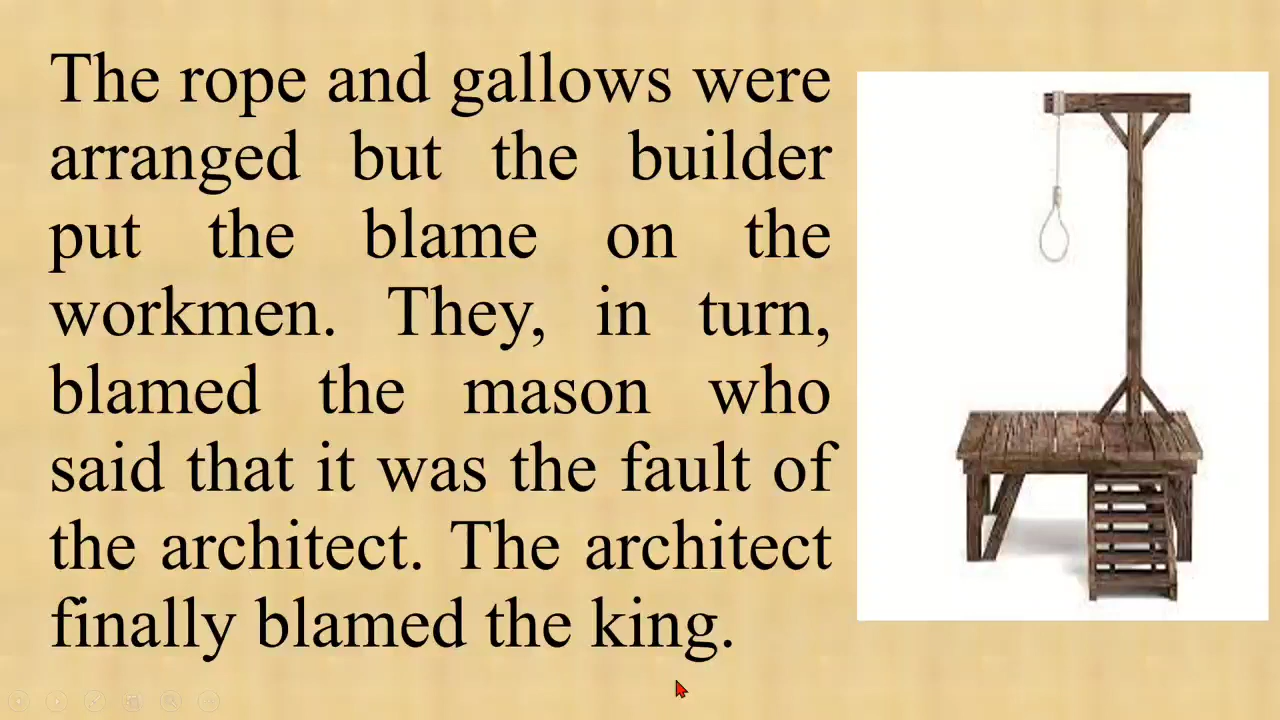 The rope and gallows were
arranged but the builder
put the blame on the
workmen. They, in turn,
blamed the mason who
said that it was the fault of
the architect. The architect
finally blamed the king.